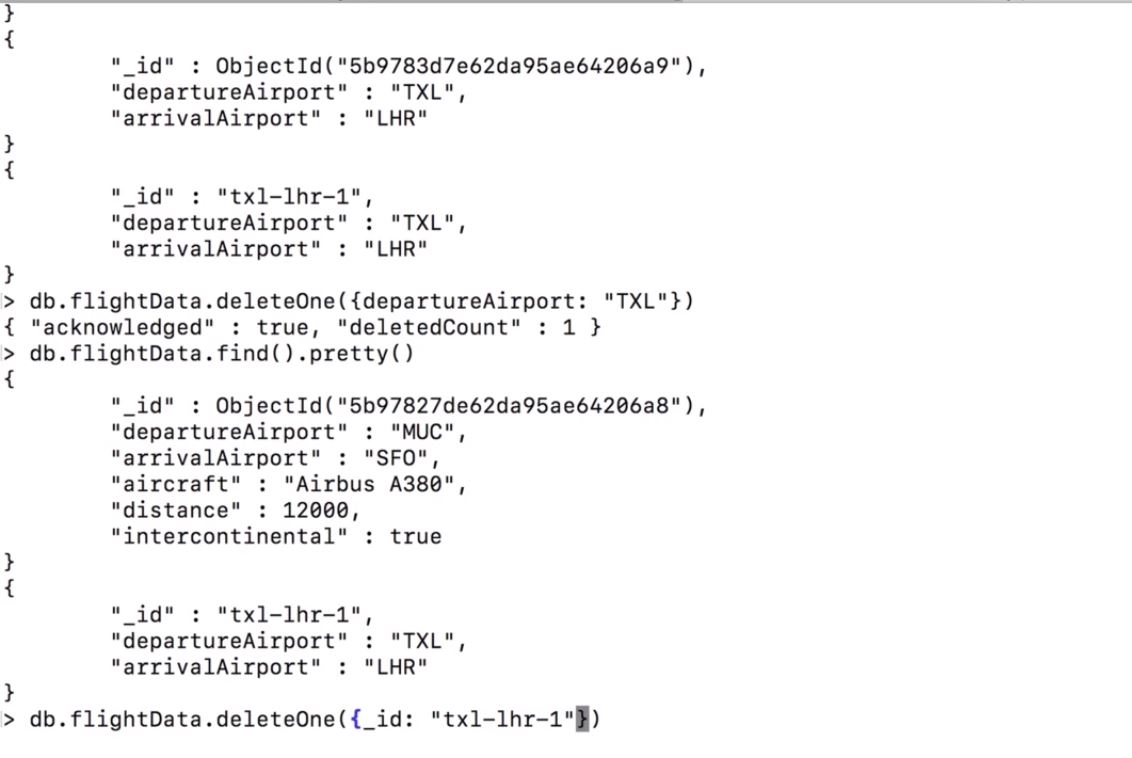 }
{
        "_id" : ObjectId("5b9783d7e62da95ae64206a9"),
        "departureAirport" : "TXL",
        "arrivalAirport" : "LHR"
}
{
        "_id" : "txl-lhr-1",
        "departureAirport" : "TXL",
        "arrivalAirport" : "LHR"
}
> db.flightData.deleteOne({departureAirport: "TXL"})
{ "acknowledged" : true, "deletedCount" : 1 }
> db.flightData.find().pretty()
{
        "_id" : ObjectId("5b97827de62da95ae64206a8"),
        "departureAirport" : "MUC",
        "arrivalAirport" : "SFO",
        "aircraft" : "Airbus A380",
        "distance" : 12000,
        "intercontinental" : true
}
{
        "_id" : "txl-lhr-1",
        "departureAirport" : "TXL",
        "arrivalAirport" : "LHR"
}
> db.flightData.deleteOne({_id: "txl-lhr-1"})